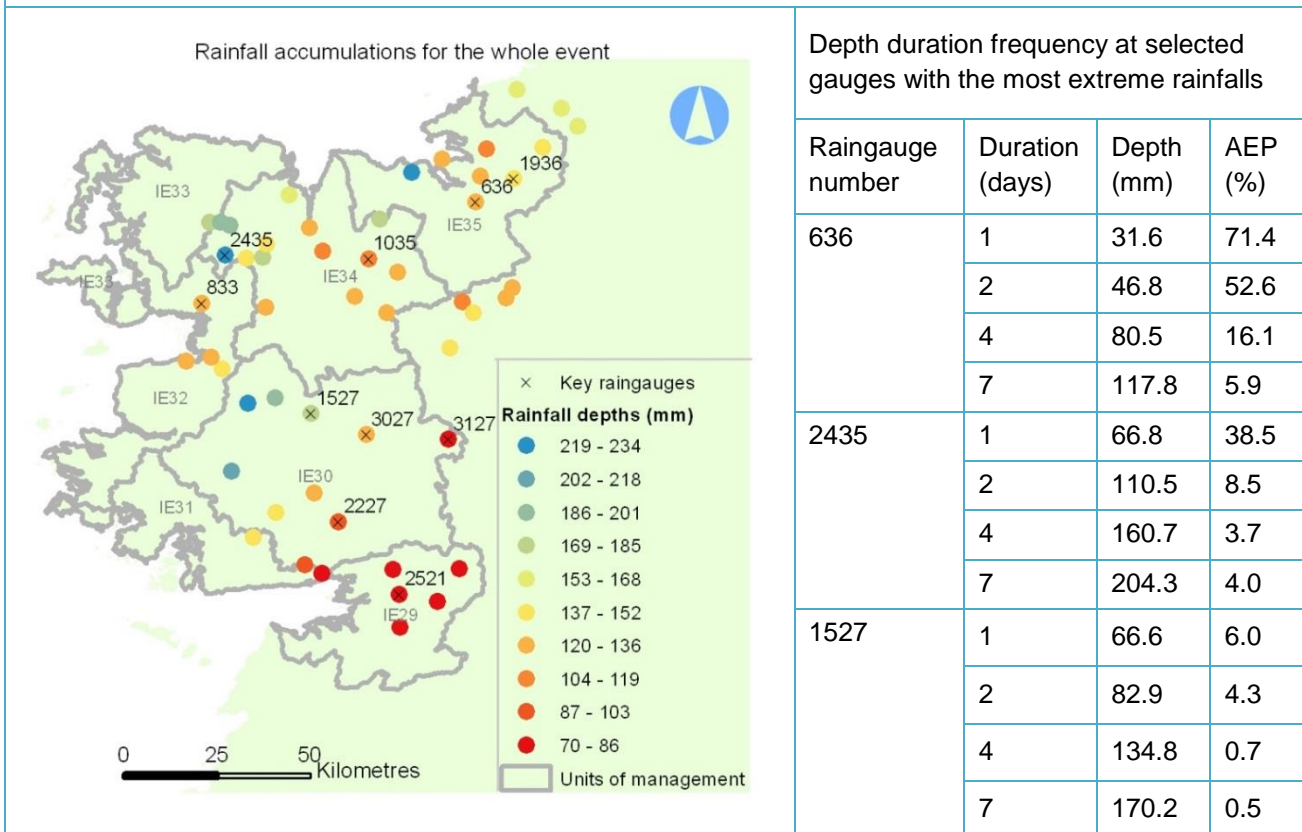 Rainfall accumulations for the whole event
IE33
1936
636
IE35
2435
1035
IE34
IE33
833
IE32
1527
3027
3127
IE30
IE31
2227
2521
IE29
× Key raingauges
Rainfall depths (mm)
219 - 234
202 - 218
186 - 201
169 - 185
153 - 168
137 - 152
120 - 136
104 - 119
87 - 103
70 - 86
Units of management
0 25 50
Kilometres
Depth duration frequency at selected
gauges with the most extreme rainfalls
Raingauge number Duration (days) Depth (mm) AEP (%)
636 1 31.6 71.4
2 46.8 52.6
4 80.5 16.1
7 117.8 5.9
2435 1 66.8 38.5
2 110.5 8.5
4 160.7 3.7
7 204.3 4.0
1527 1 66.6 6.0
2 82.9 4.3
4 134.8 0.7
7 170.2 0.5